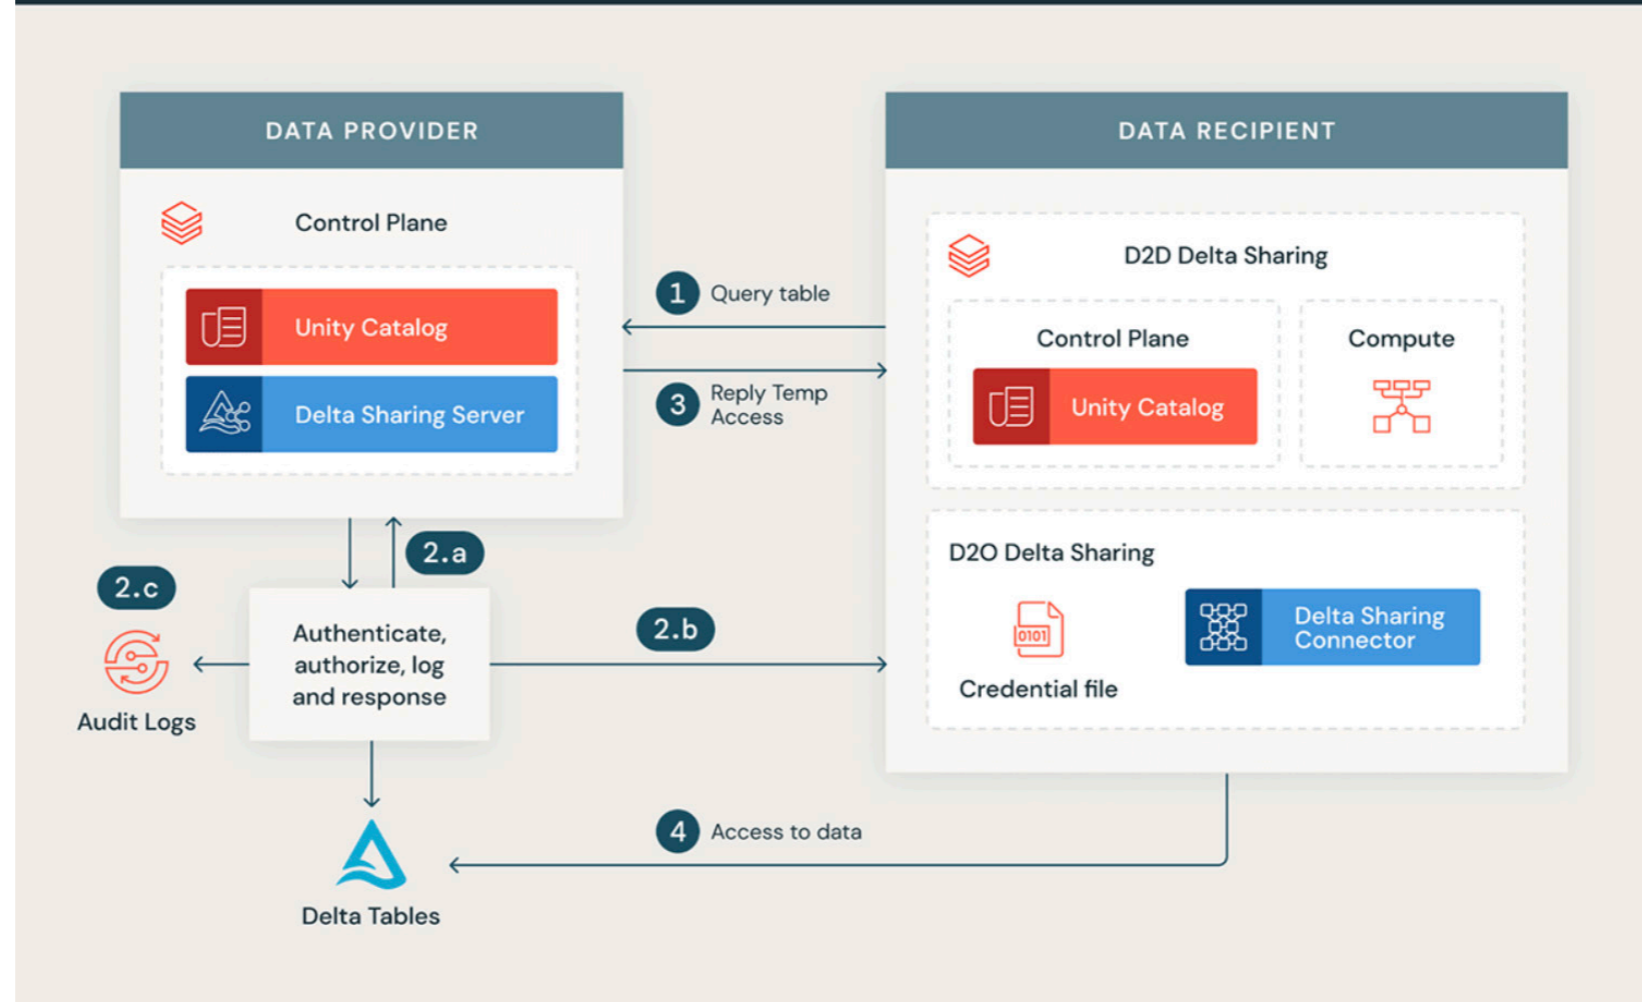 DATA PROVIDER
Control Plane
Unity Catalog
Delta Sharing Server
1 Query table
3 Reply Temp
Access
DATA RECIPIENT
D2D Delta Sharing
Control Plane
Unity Catalog
Compute
D2O Delta Sharing
0101
Credential file
Delta Sharing
Connector
2.a
2.c
Audit Logs
Authenticate,
authorize, log
and response
2.b
4 Access to data
Delta Tables